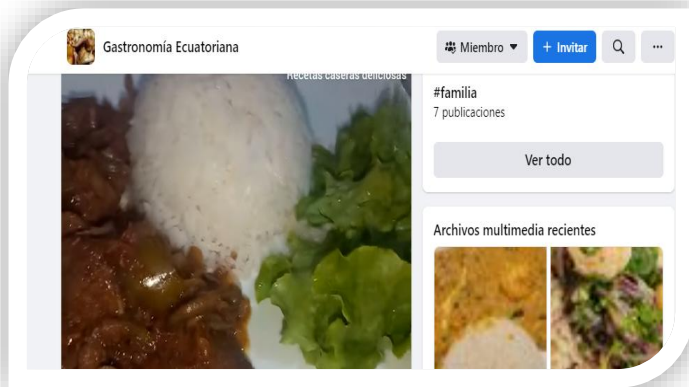 Gastronomía Ecuatoriana
Miembro
+ Invitar
Recetas caseras deliciosas
#familia
7 publicaciones
Ver todo
Archivos multimedia recientes